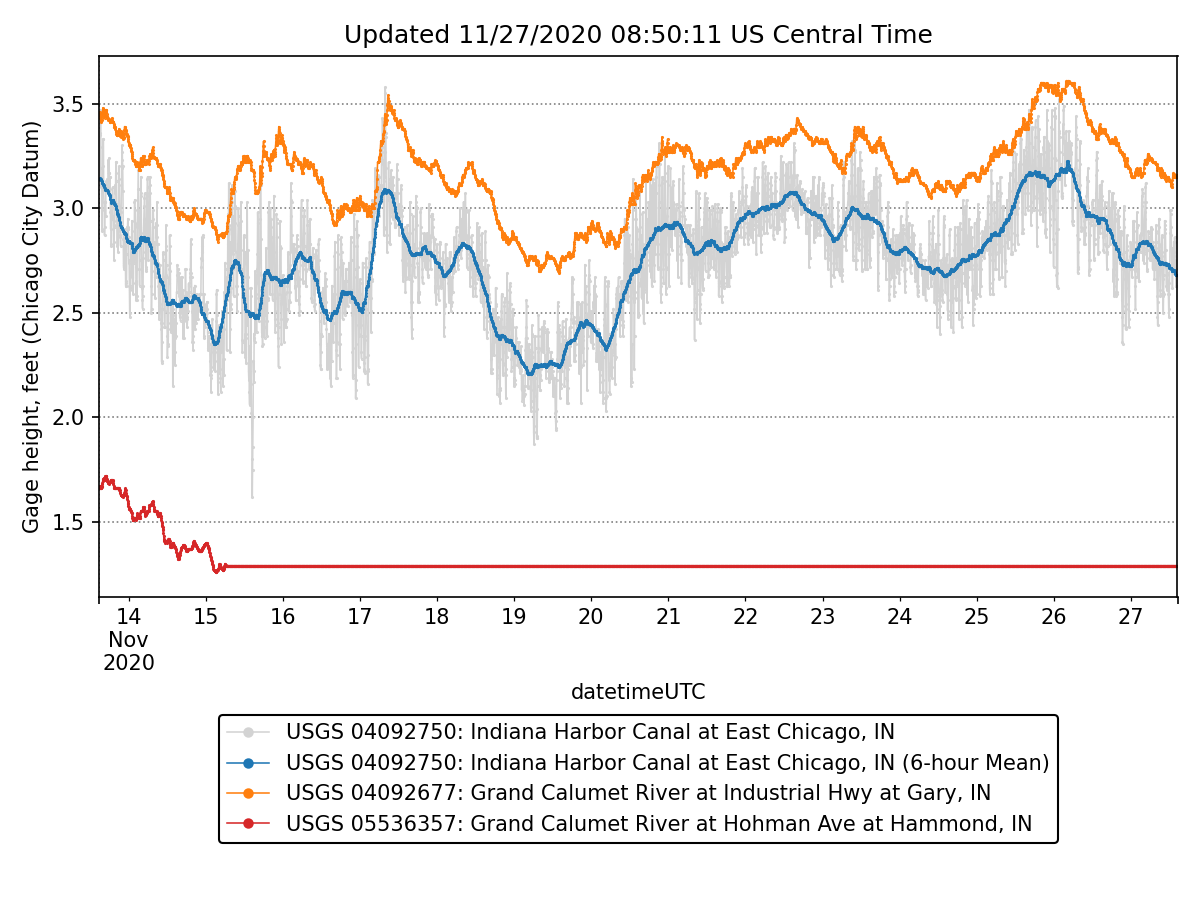 Updated 11/27/2020 08:50:11 US Central Time
Gage height, feet (Chicago City Datum)
3.5
3.0
2.5
2.0
1.5
14 15 16 17 18 19 20 21 22 23 24 25 26 27
Nov
2020
datetimeUTC
USGS 04092750: Indiana Harbor Canal at East Chicago, IN
USGS 04092750: Indiana Harbor Canal at East Chicago, IN (6-hour Mean)
USGS 04092677: Grand Calumet River at Industrial Hwy at Gary, IN
USGS 05536357: Grand Calumet River at Hohman Ave at Hammond, IN